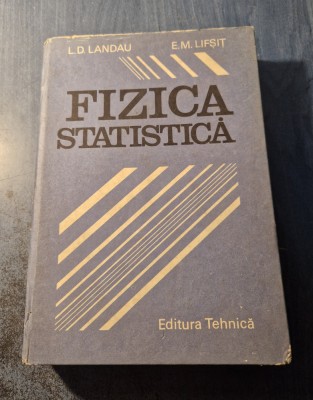 L.D. LANDAU E.M. LIFȘIȚ
FIZICA
STATISTICĂ
Editura Tehnică